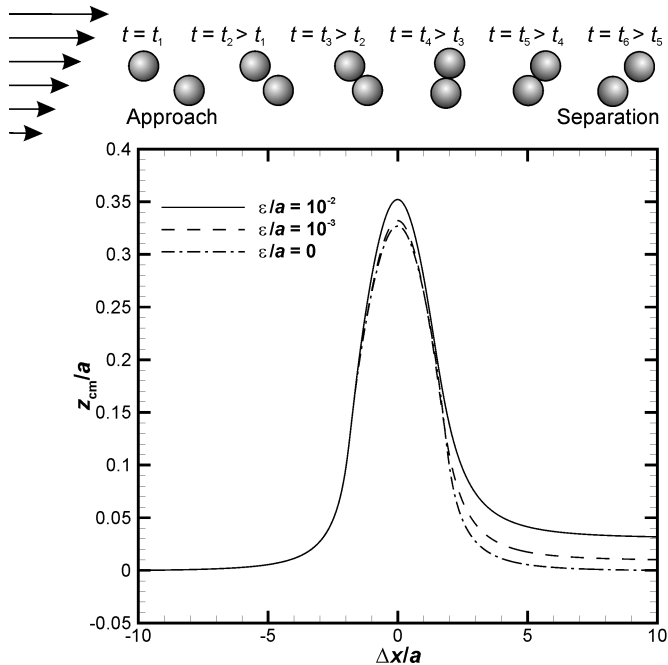 t = t₁ t = t₂ > t₁ t = t₃ > t₂ t = t₄ > t₃ t = t₅ > t₄ t = t₆ > t₅
Approach Separation
0.4
0.35
ε/a = 10⁻²
ε/a = 10⁻³
0.3
ε/a = 0
0.25
0.2
z_cm/a
0.15
0.1
0.05
0
-0.05
-10 -5 0 5 10
Δx/a